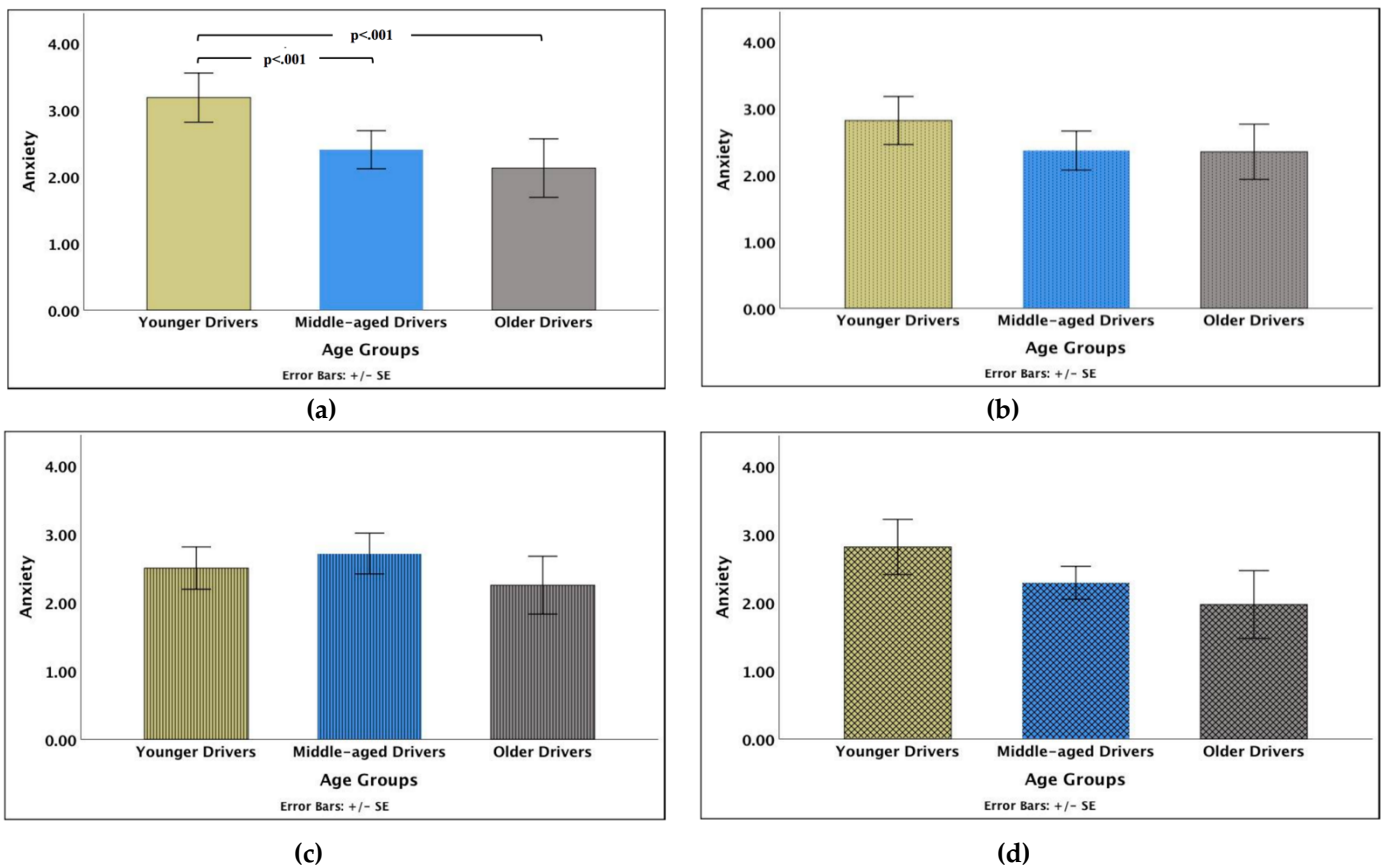 p<.001
p<.001
4.00
3.00
2.00
1.00
0.00
Anxiety
Younger Drivers Middle-aged Drivers Older Drivers
Age Groups
Error Bars: +/- SE
(a)
4.00
3.00
2.00
1.00
0.00
Anxiety
Younger Drivers Middle-aged Drivers Older Drivers
Age Groups
Error Bars: +/- SE
(b)
4.00
3.00
2.00
1.00
0.00
Anxiety
Younger Drivers Middle-aged Drivers Older Drivers
Age Groups
Error Bars: +/- SE
(c)
4.00
3.00
2.00
1.00
0.00
Anxiety
Younger Drivers Middle-aged Drivers Older Drivers
Age Groups
Error Bars: +/- SE
(d)